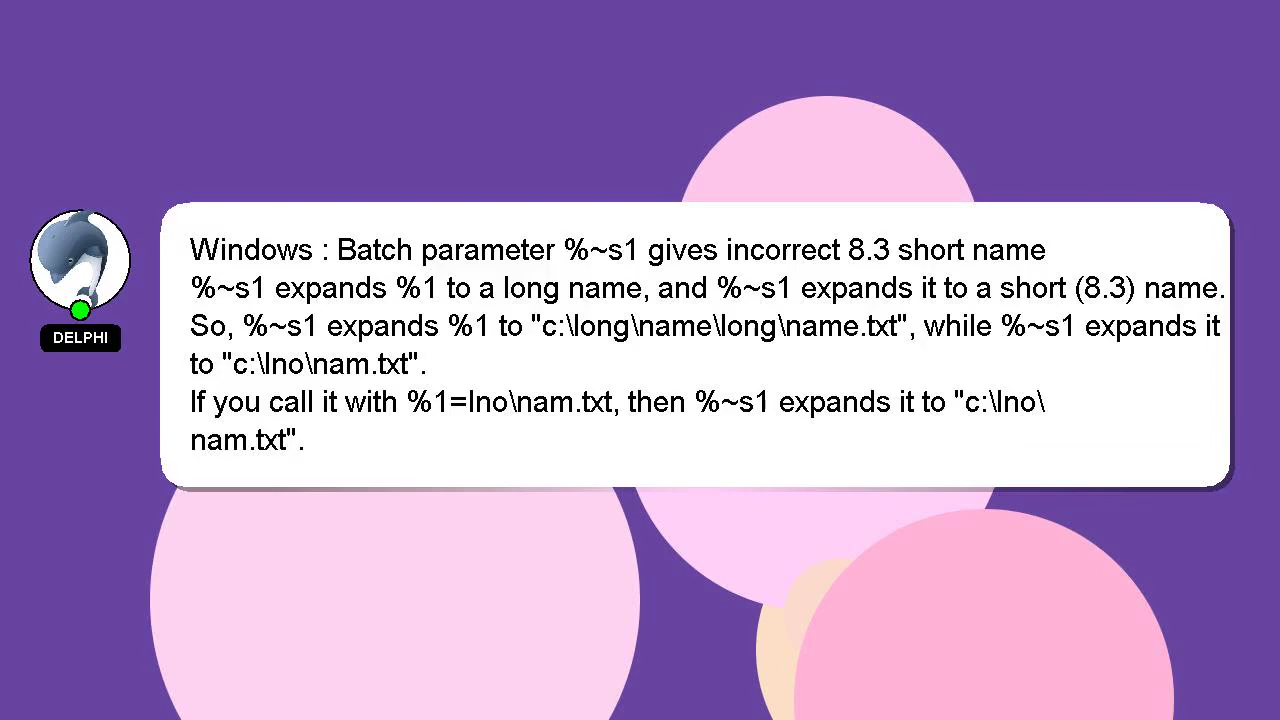 Windows : Batch parameter %~s1 gives incorrect 8.3 short name
%~s1 expands %1 to a long name, and %~s1 expands it to a short (8.3) name.
So, %~s1 expands %1 to "c:\long\name\long\name.txt", while %~s1 expands it
to "c:\lno\nam.txt".
If you call it with %1=lno\nam.txt, then %~s1 expands it to "c:\lno\
nam.txt".
DELPHI